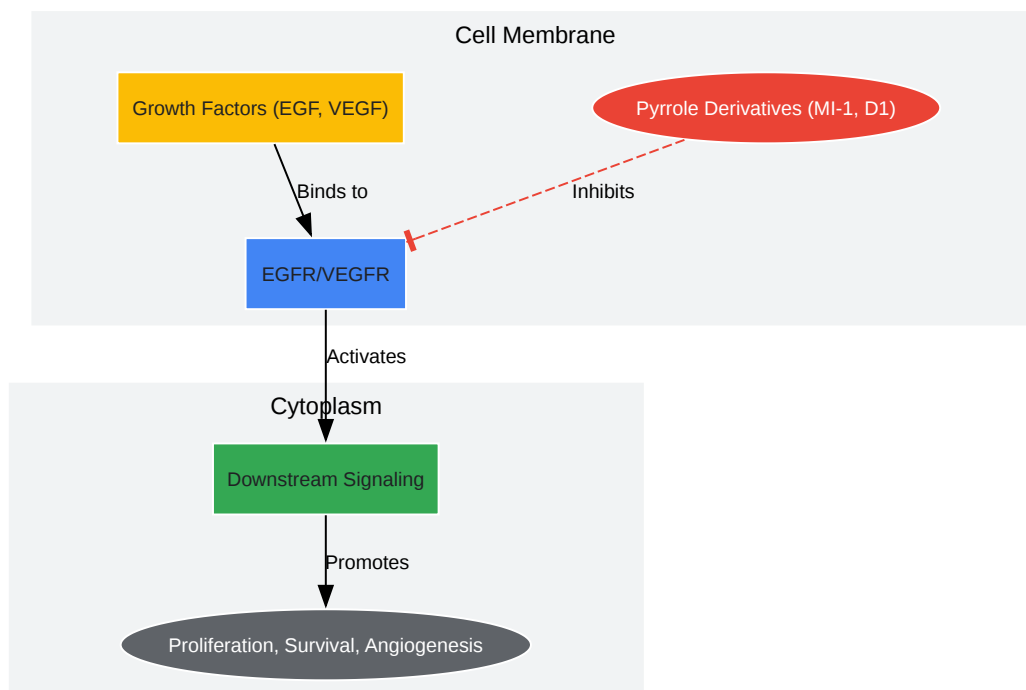 Cell Membrane
Growth Factors (EGF, VEGF)
Pyrrole Derivatives (MI-1, D1)
Binds to
Inhibits
EGFR/VEGFR
Activates
Cytoplasm
Downstream Signaling
Promotes
Proliferation, Survival, Angiogenesis